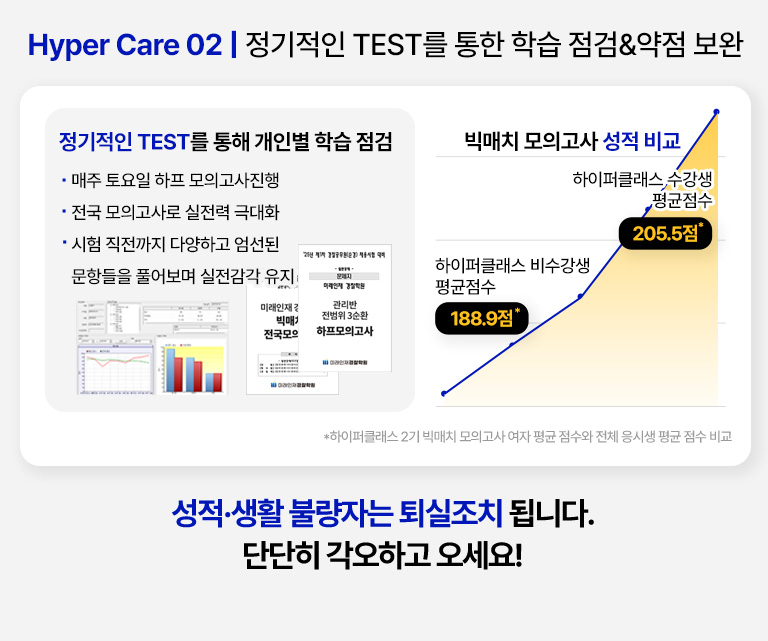 Hyper Care 02 | 정기적인 TEST를 통한 학습 점검&약점 보완
정기적인 TEST를 통해 개인별 학습 점검
· 매주 토요일 하프 모의고사진행
· 전국 모의고사로 실전력 극대화
· 시험 직전까지 다양하고 엄선된
문항들을 풀어보며 실전감각 유지
미래인재
빅매
전국모의
미래인재경찰학원
문제지
미래인재 경찰학원
관리반
전범위 3순환
하프모의고사
미래인재경찰학원
빅매치 모의고사 성적 비교
하이퍼클래스 수강생
평균점수
205.5점*
하이퍼클래스 비수강생
평균점수
188.9점*
*하이퍼클래스 2기 빅매치 모의고사 여자 평균 점수와 전체 응시생 평균 점수 비교
성적·생활 불량자는 퇴실조치 됩니다.
단단히 각오하고 오세요!